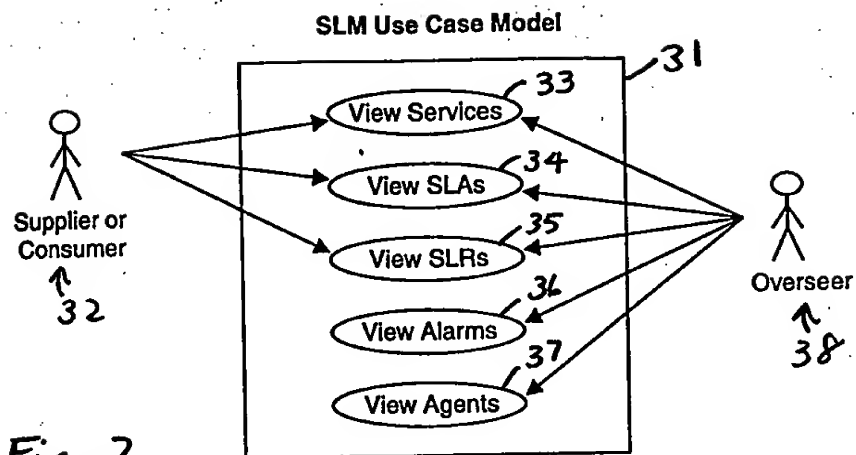 SLM Use Case Model
31
View Services
33
View SLAs
34
View SLRs
35
View Alarms
36
View Agents
37
Supplier or
Consumer
32
Overseer
38
Fig. 2